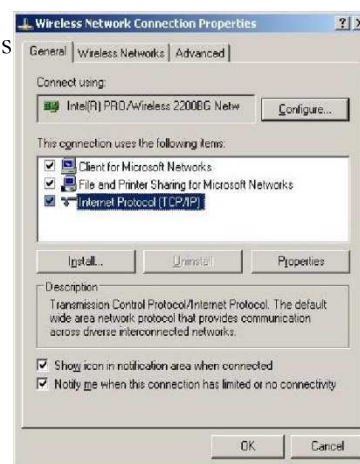 Wireless Network Connection Properties
S
General Wireless Networks Advanced
Connect using:
Intel(R) PRO/Wireless 2200BG Netw Configure...
This connection uses the following items:
Client for Microsoft Networks
File and Printer Sharing for Microsoft Networks
Internet Protocol (TCP/IP)
Install... Uninstall Properties
Description
Transmission Control Protocol/Internet Protocol. The default
wide area network protocol that provides communication
across diverse interconnected networks.
Show icon in notification area when connected
Notify me when this connection has limited or no connectivity
OK Cancel